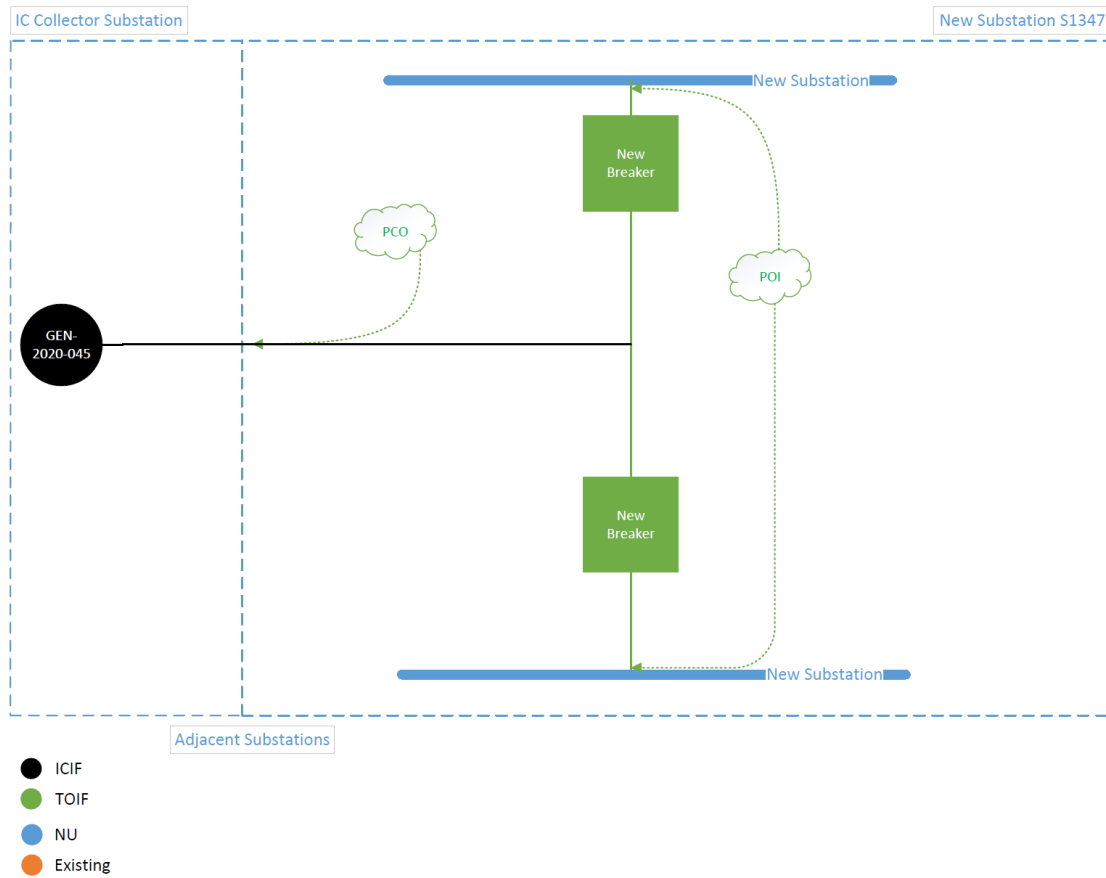 IC Collector Substation
New Substation S1347
New Substation
New
Breaker
PCO
POI
GEN-
2020-045
New
Breaker
New Substation
Adjacent Substations
ICIF
TOIF
NU
Existing